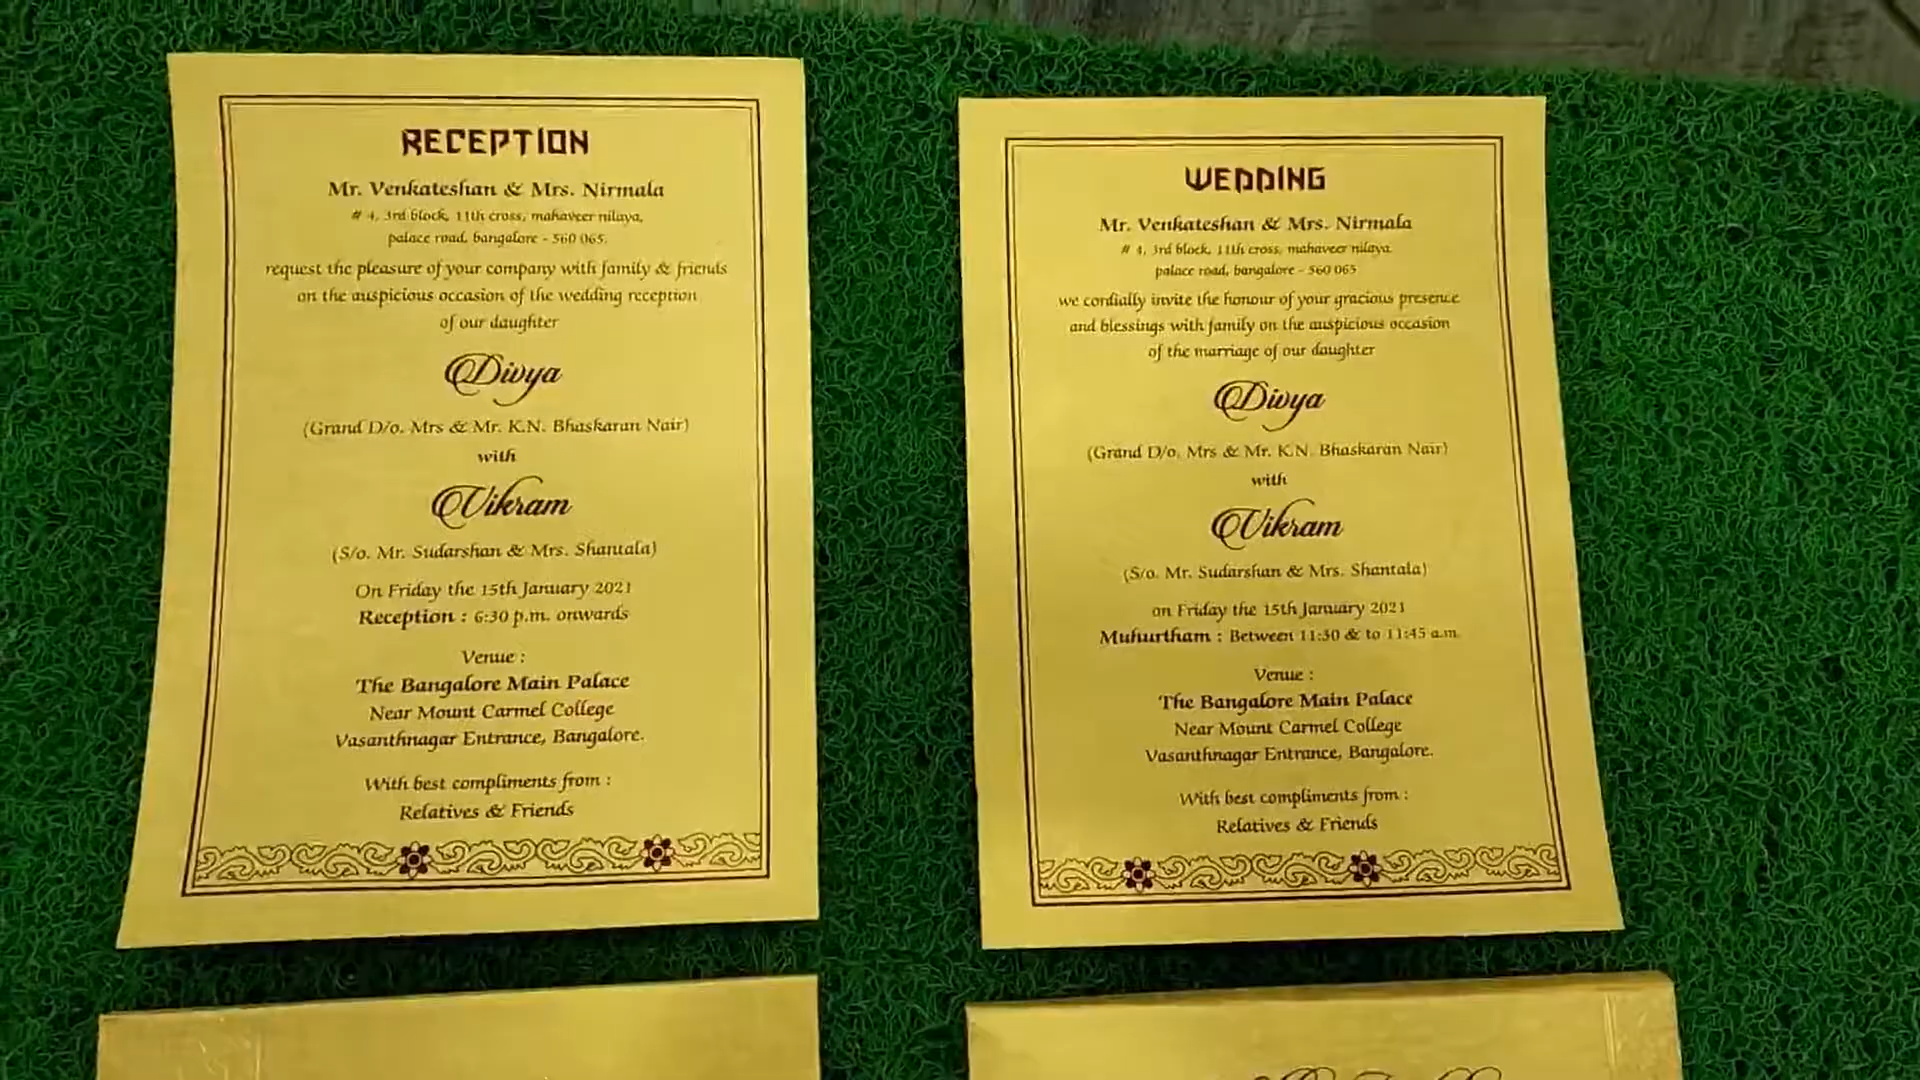 RECEPTION
Mr. Venkateshan & Mrs. Nirmala
# 4, 3rd block, 11th cross, mahaveer nilaya,
palace road, bangalore - 560 065.
request the pleasure of your company with family & friends
on the auspicious occasion of the wedding reception
of our daughter
Divya
(Grand D/o. Mrs & Mr. K.N. Bhaskaran Nair)
with
Vikram
(S/o. Mr. Sudarshan & Mrs. Shantala)
On Friday the 15th January 2021
Reception : 6:30 p.m. onwards
Venue :
The Bangalore Main Palace
Near Mount Carmel College
Vasanthnagar Entrance, Bangalore.
With best compliments from :
Relatives & Friends
WEDDING
Mr. Venkateshan & Mrs. Nirmala
# 4, 3rd block, 11th cross, mahaveer nilaya
palace road, bangalore - 560 065
we cordially invite the honour of your gracious presence
and blessings with family on the auspicious occasion
of the marriage of our daughter
Divya
(Grand D/o. Mrs & Mr. K.N. Bhaskaran Nair)
with
Vikram
(S/o. Mr. Sudarshan & Mrs. Shantala)
on Friday the 15th January 2021
Muhurtham : Between 11:30 & to 11:45 a.m.
Venue :
The Bangalore Main Palace
Near Mount Carmel College
Vasanthnagar Entrance, Bangalore.
With best compliments from :
Relatives & Friends